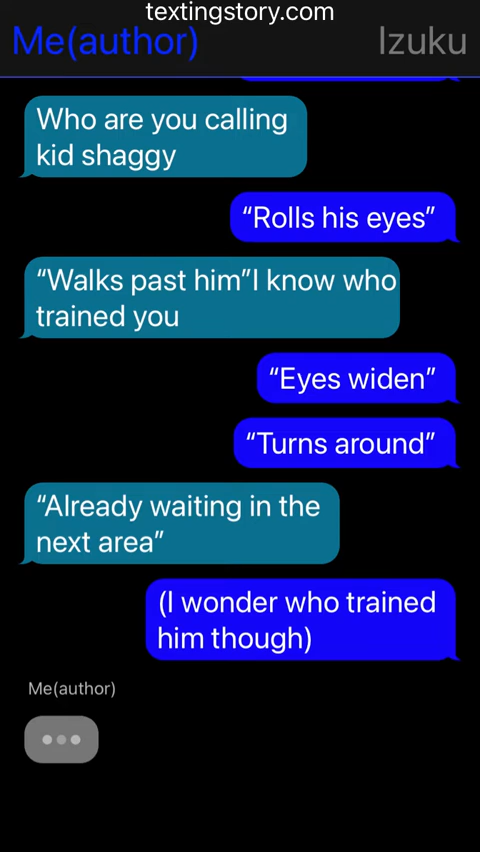 textingstory.com
Me(author)
Izuku
Who are you calling
kid shaggy
“Rolls his eyes”
“Walks past him”I know who
trained you
“Eyes widen”
“Turns around”
“Already waiting in the
next area”
(I wonder who trained
him though)
Me(author)